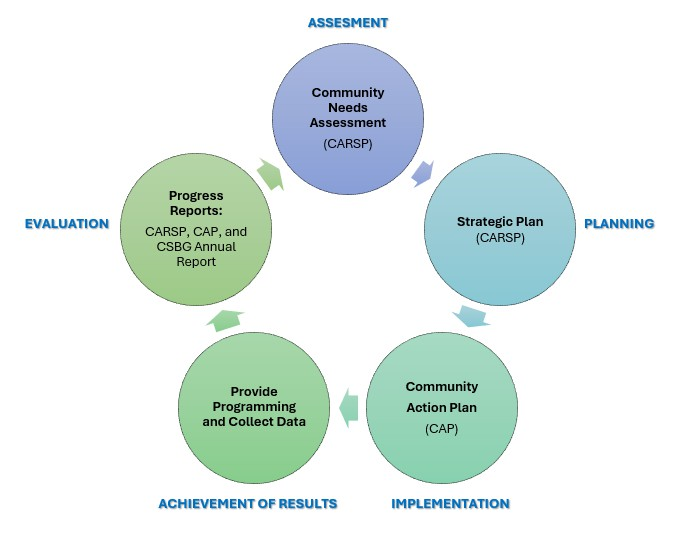 ASSESMENT
Community
Needs
Assessment
(CARSP)
Strategic Plan
(CARSP)
PLANNING
Community
Action Plan
(CAP)
IMPLEMENTATION
Provide
Programming
and Collect Data
ACHIEVEMENT OF RESULTS
Progress
Reports:
CARSP, CAP, and
CSBG Annual
Report
EVALUATION